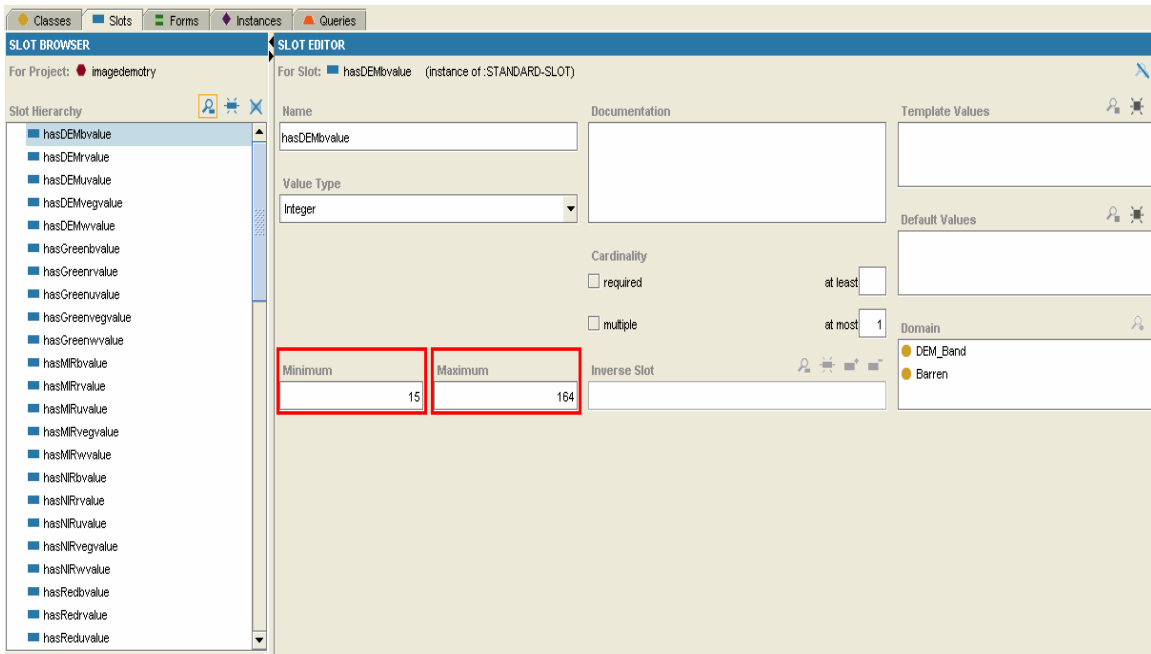 Classes Slots Forms Instances Queries
SLOT BROWSER
For Project: imagedemotry
Slot Hierarchy
hasDEMbvalue
hasDEMrvalue
hasDEMuvalue
hasDEMvegvalue
hasDEMwvalue
hasGreenbvalue
hasGreenrvalue
hasGreenuvalue
hasGreenvegvalue
hasGreenwvalue
hasMIRbvalue
hasMIRrvalue
hasMIRuvalue
hasMIRvegvalue
hasMIRwvalue
hasNIRbvalue
hasNIRrvalue
hasNIRuvalue
hasNIRvegvalue
hasNIRwvalue
hasRedbvalue
hasRedrvalue
hasReduvalue
SLOT EDITOR
For Slot: hasDEMbvalue (instance of :STANDARD-SLOT)
Name
hasDEMbvalue
Value Type
Integer
Minimum
15
Maximum
164
Documentation
Cardinality
required at least
multiple at most 1
Inverse Slot
Template Values
Default Values
Domain
DEM_Band
Barren